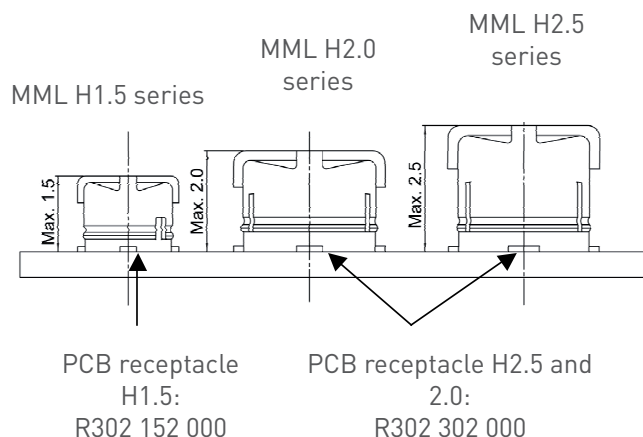 MML H1.5 series
MML H2.0
series
MML H2.5
series
Max. 1.5
Max. 2.0
Max. 2.5
PCB receptacle
H1.5:
R302 152 000
PCB receptacle H2.5 and
2.0:
R302 302 000